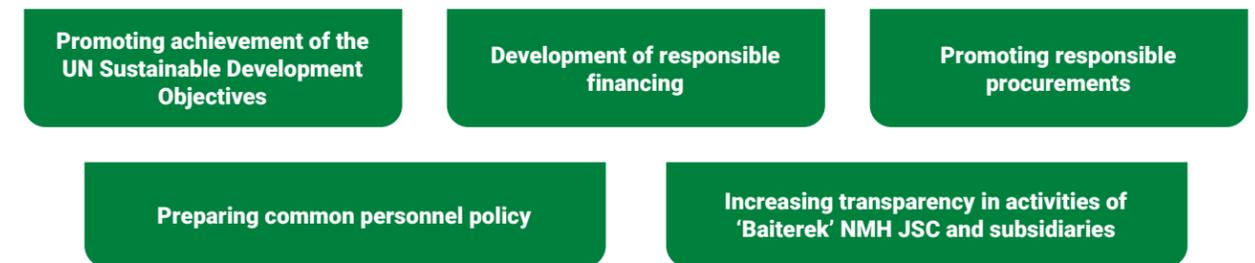 Promoting achievement of the
UN Sustainable Development
Objectives
Development of responsible
financing
Promoting responsible
procurements
Preparing common personnel policy
Increasing transparency in activities of
‘Baiterek’ NMH JSC and subsidiaries